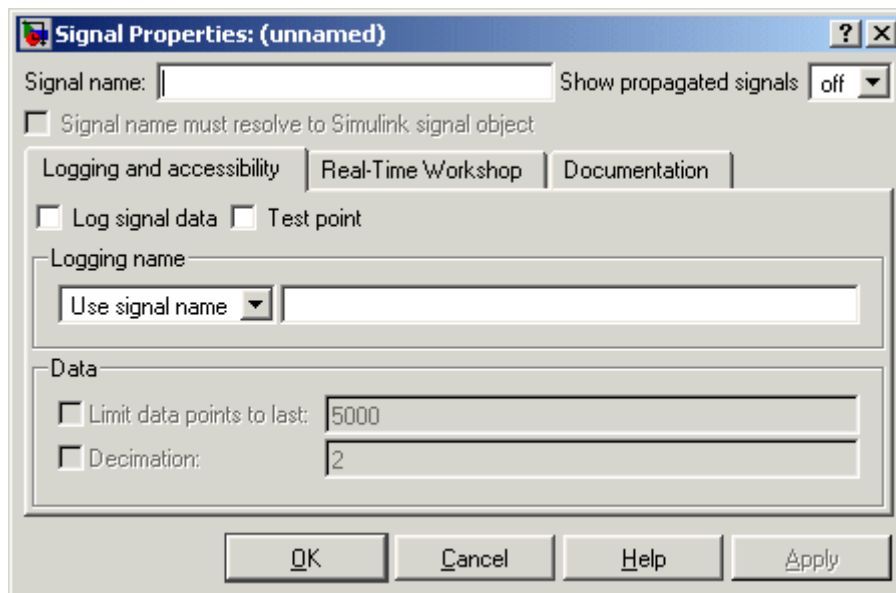 Signal Properties: (unnamed)
Signal name: Show propagated signals off
Signal name must resolve to Simulink signal object
Logging and accessibility Real-Time Workshop Documentation
Log signal data Test point
Logging name
Use signal name
Data
Limit data points to last: 5000
Decimation: 2
OK Cancel Help Apply